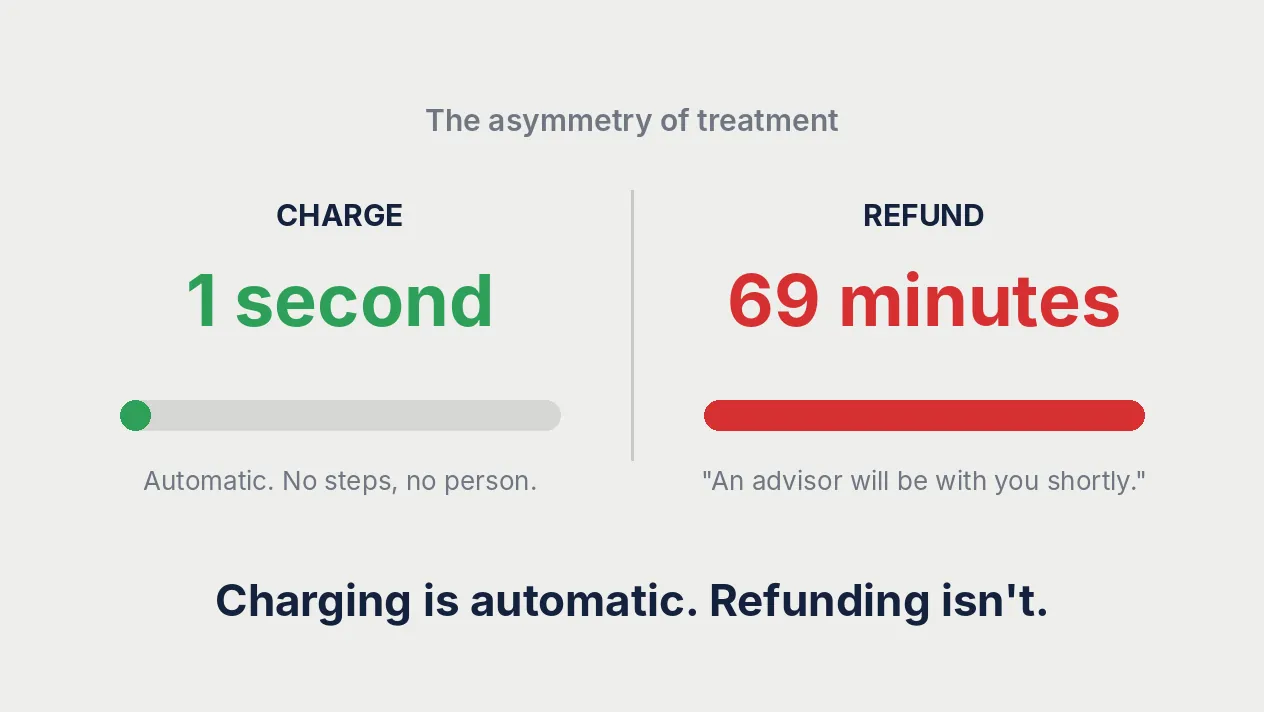 The asymmetry of treatment
CHARGE
1 second
Automatic. No steps, no person.
REFUND
69 minutes
"An advisor will be with you shortly."
Charging is automatic. Refunding isn't.